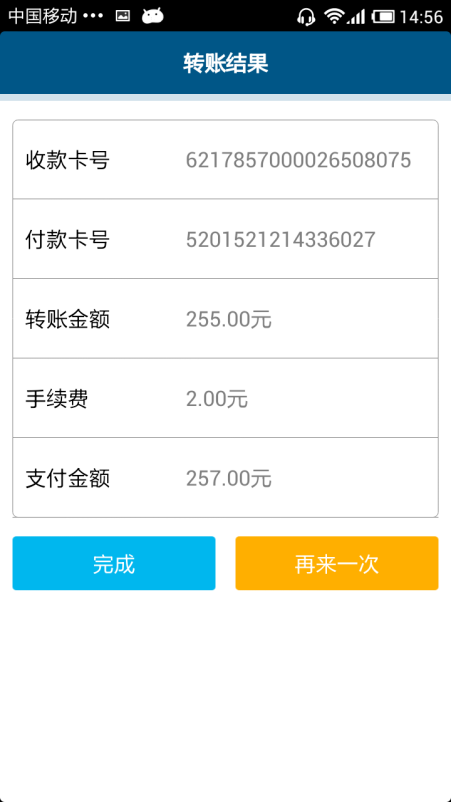 中国移动 ••• 14:56
转账结果
收款卡号 6217857000026508075
付款卡号 5201521214336027
转账金额 255.00元
手续费 2.00元
支付金额 257.00元
完成 再来一次